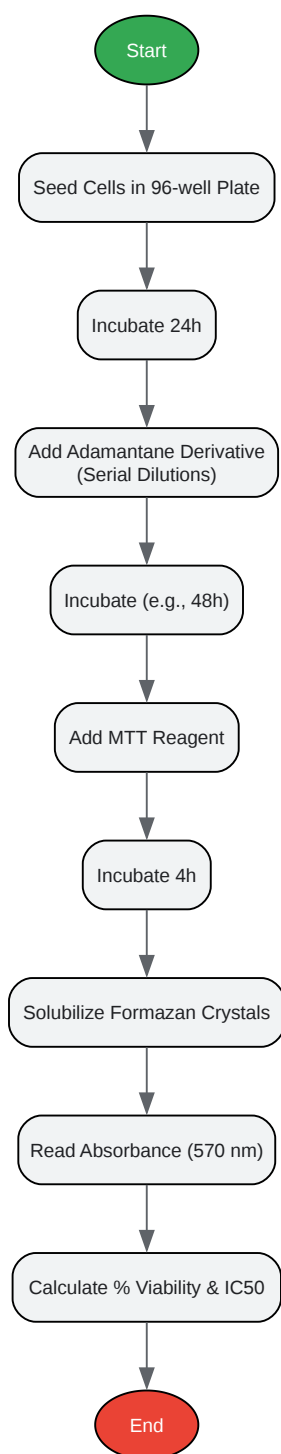 Start
Seed Cells in 96-well Plate
Incubate 24h
Add Adamantane Derivative
(Serial Dilutions)
Incubate (e.g., 48h)
Add MTT Reagent
Incubate 4h
Solubilize Formazan Crystals
Read Absorbance (570 nm)
Calculate % Viability & IC50
End